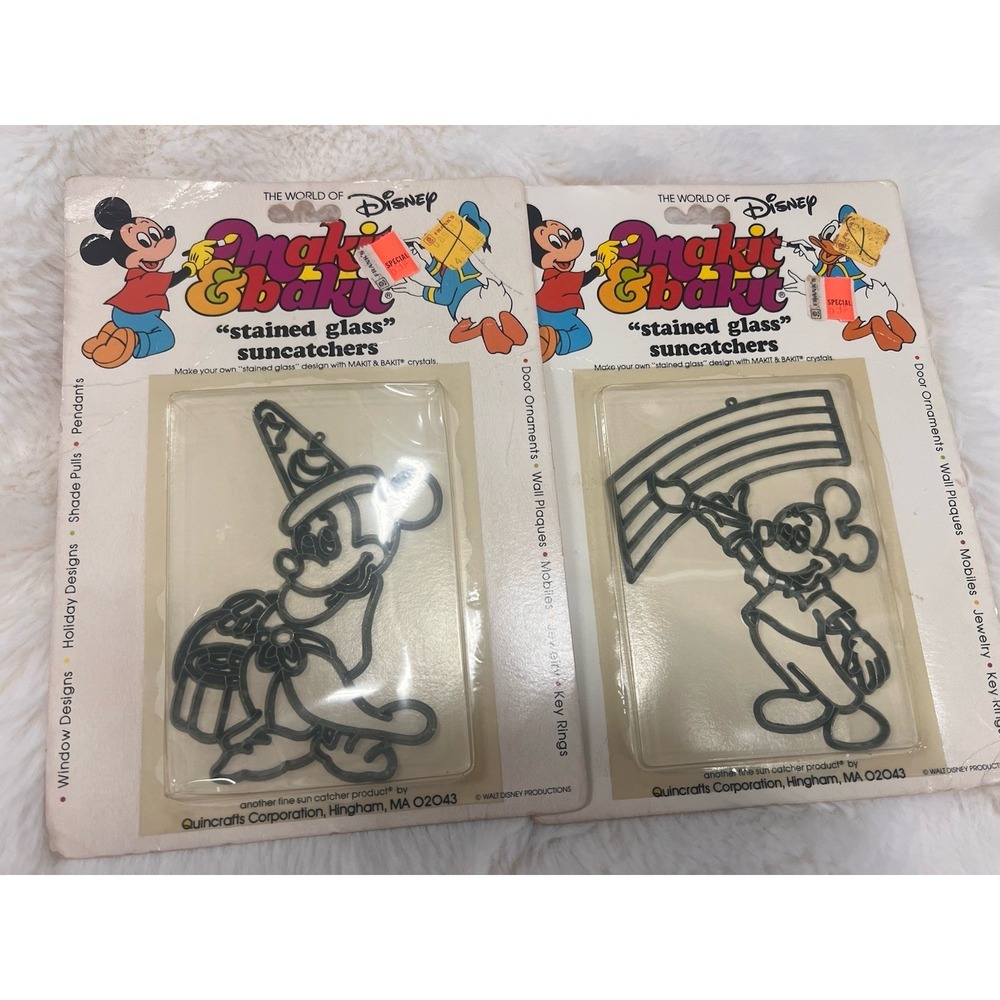 THE WORLD OF DISNEY
makit
& bakit®
SPECIAL
FRANK'S
"stained glass"
suncatchers
Make your own "stained glass" design with MAKIT & BAKIT® crystals.
• Window Designs • Holiday Designs • Shade Pulls • Pendants
• Door Ornaments • Wall Plaques • Mobiles • Jewelry • Key Rings
another fine sun catcher product® by
Quincrafts Corporation, Hingham, MA 02043
© WALT DISNEY PRODUCTIONS
THE WORLD OF DISNEY
makit
& bakit®
SPECIAL
"stained glass"
suncatchers
Make your own "stained glass" design with MAKIT & BAKIT® crystals.
• Door Ornaments • Wall Plaques • Mobiles • Jewelry • Key Rings
another fine sun catcher product® by
Quincrafts Corporation, Hingham, MA 02043
© WALT DISNEY PRODUCTIONS